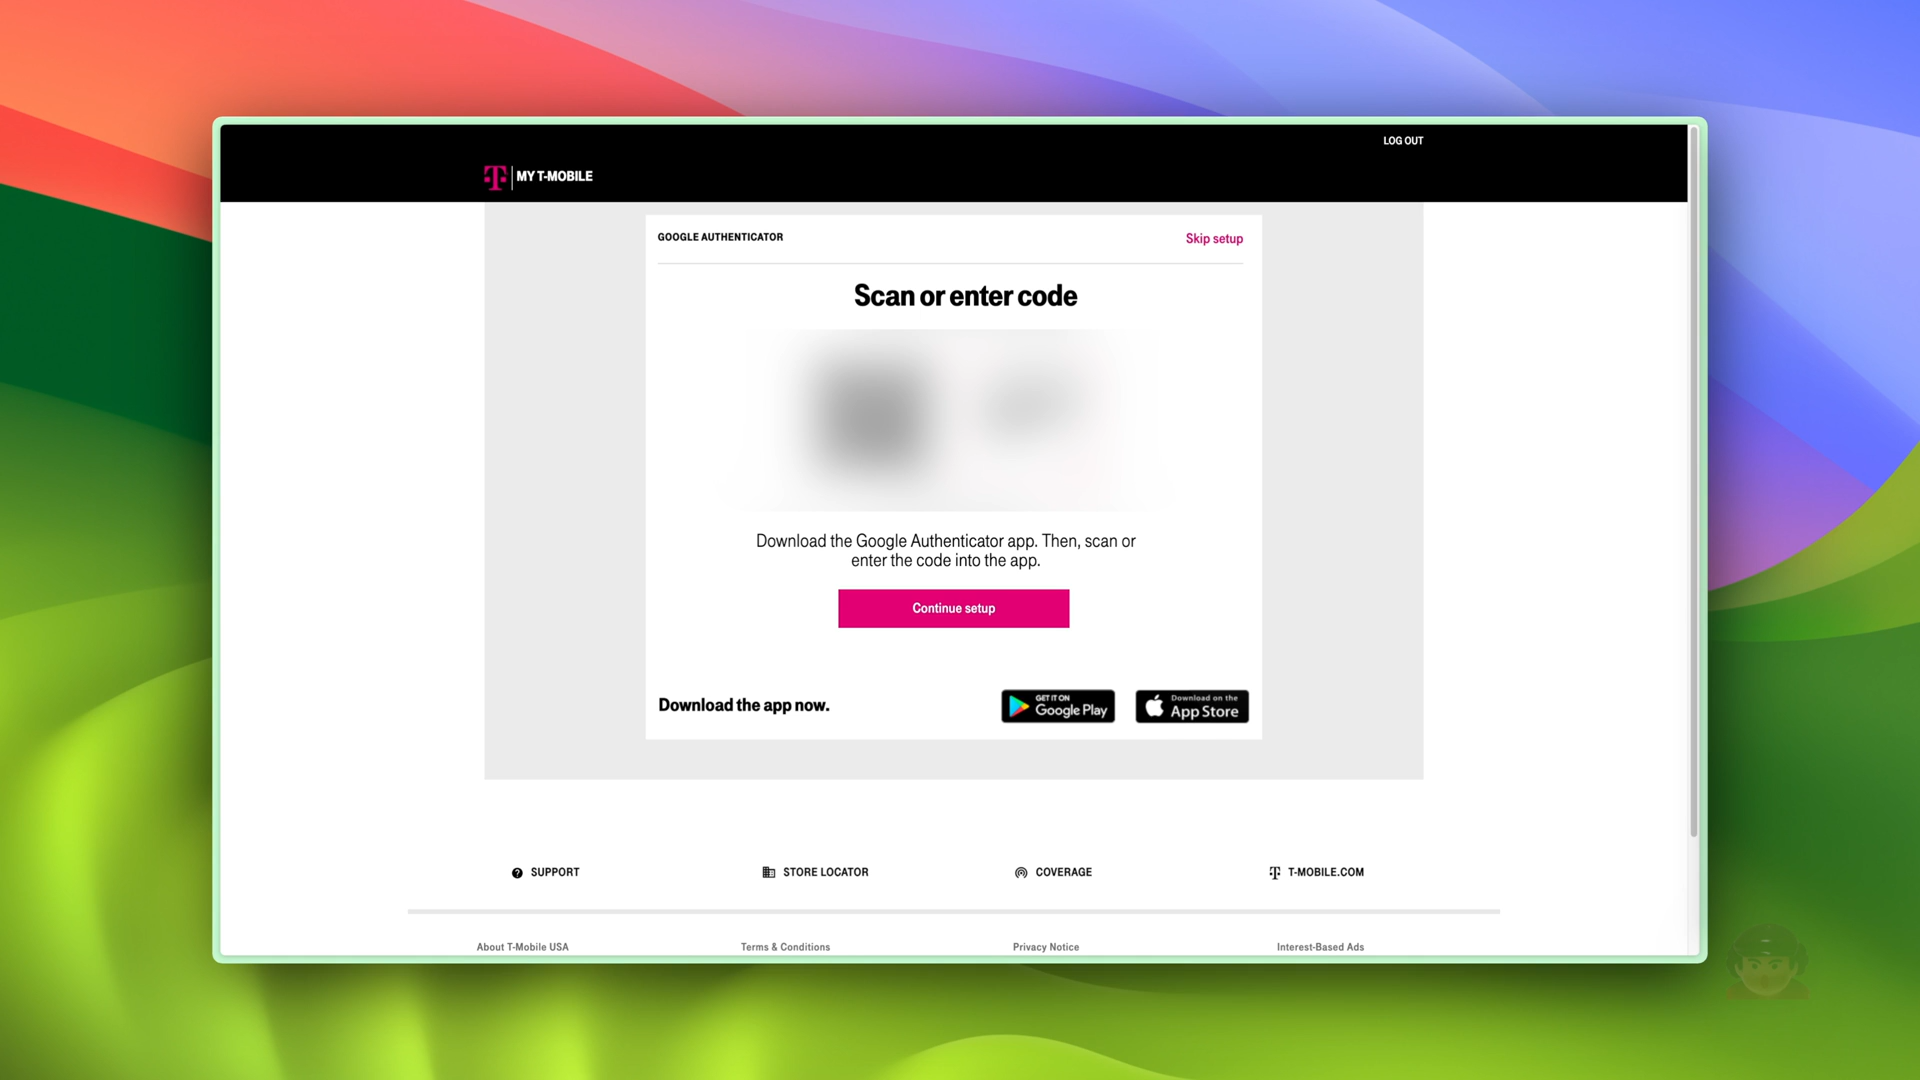 LOG OUT
MY T-MOBILE
GOOGLE AUTHENTICATOR
Skip setup
Scan or enter code
Download the Google Authenticator app. Then, scan or
enter the code into the app.
Continue setup
Download the app now.
GET IT ON
Google Play
Download on the
App Store
SUPPORT
STORE LOCATOR
COVERAGE
T-MOBILE.COM
About T-Mobile USA
Terms & Conditions
Privacy Notice
Interest-Based Ads